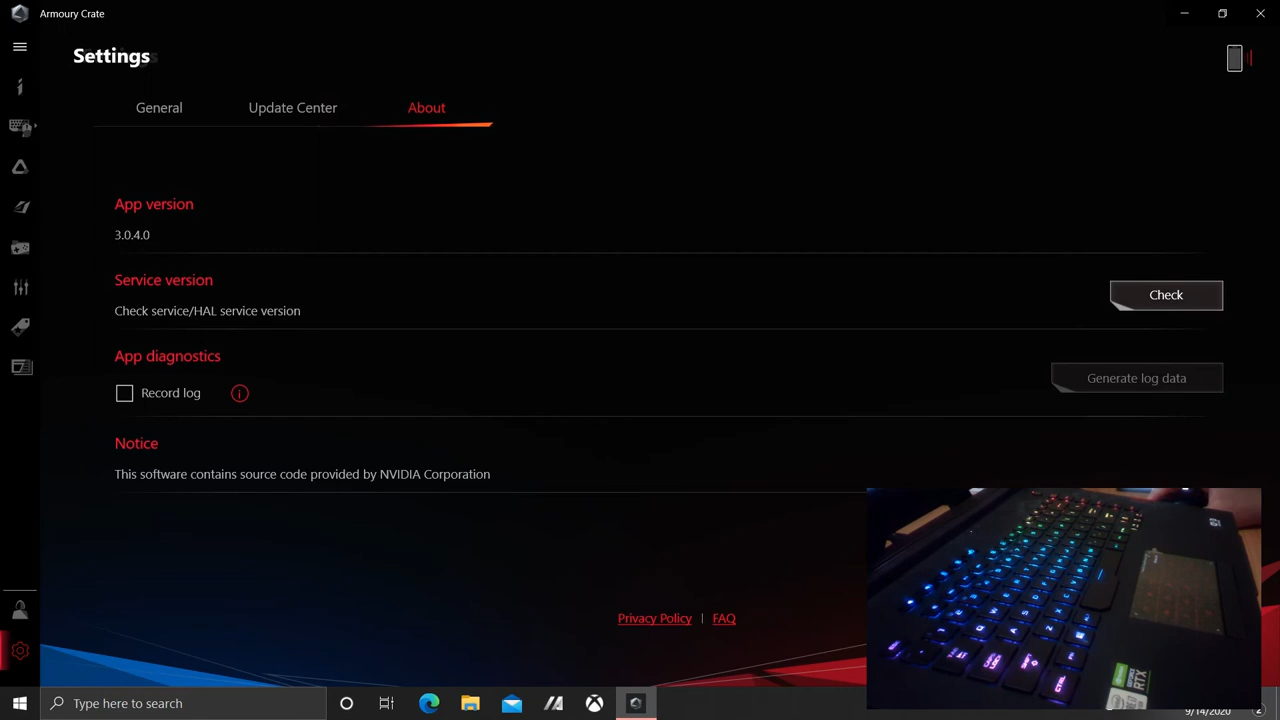 Armoury Crate
Settings
General Update Center About
App version
3.0.4.0
Service version
Check service/HAL service version
Check
App diagnostics
Record log
Generate log data
Notice
This software contains source code provided by NVIDIA Corporation
Privacy Policy | FAQ
RTX
Type here to search
9/14/2020
2